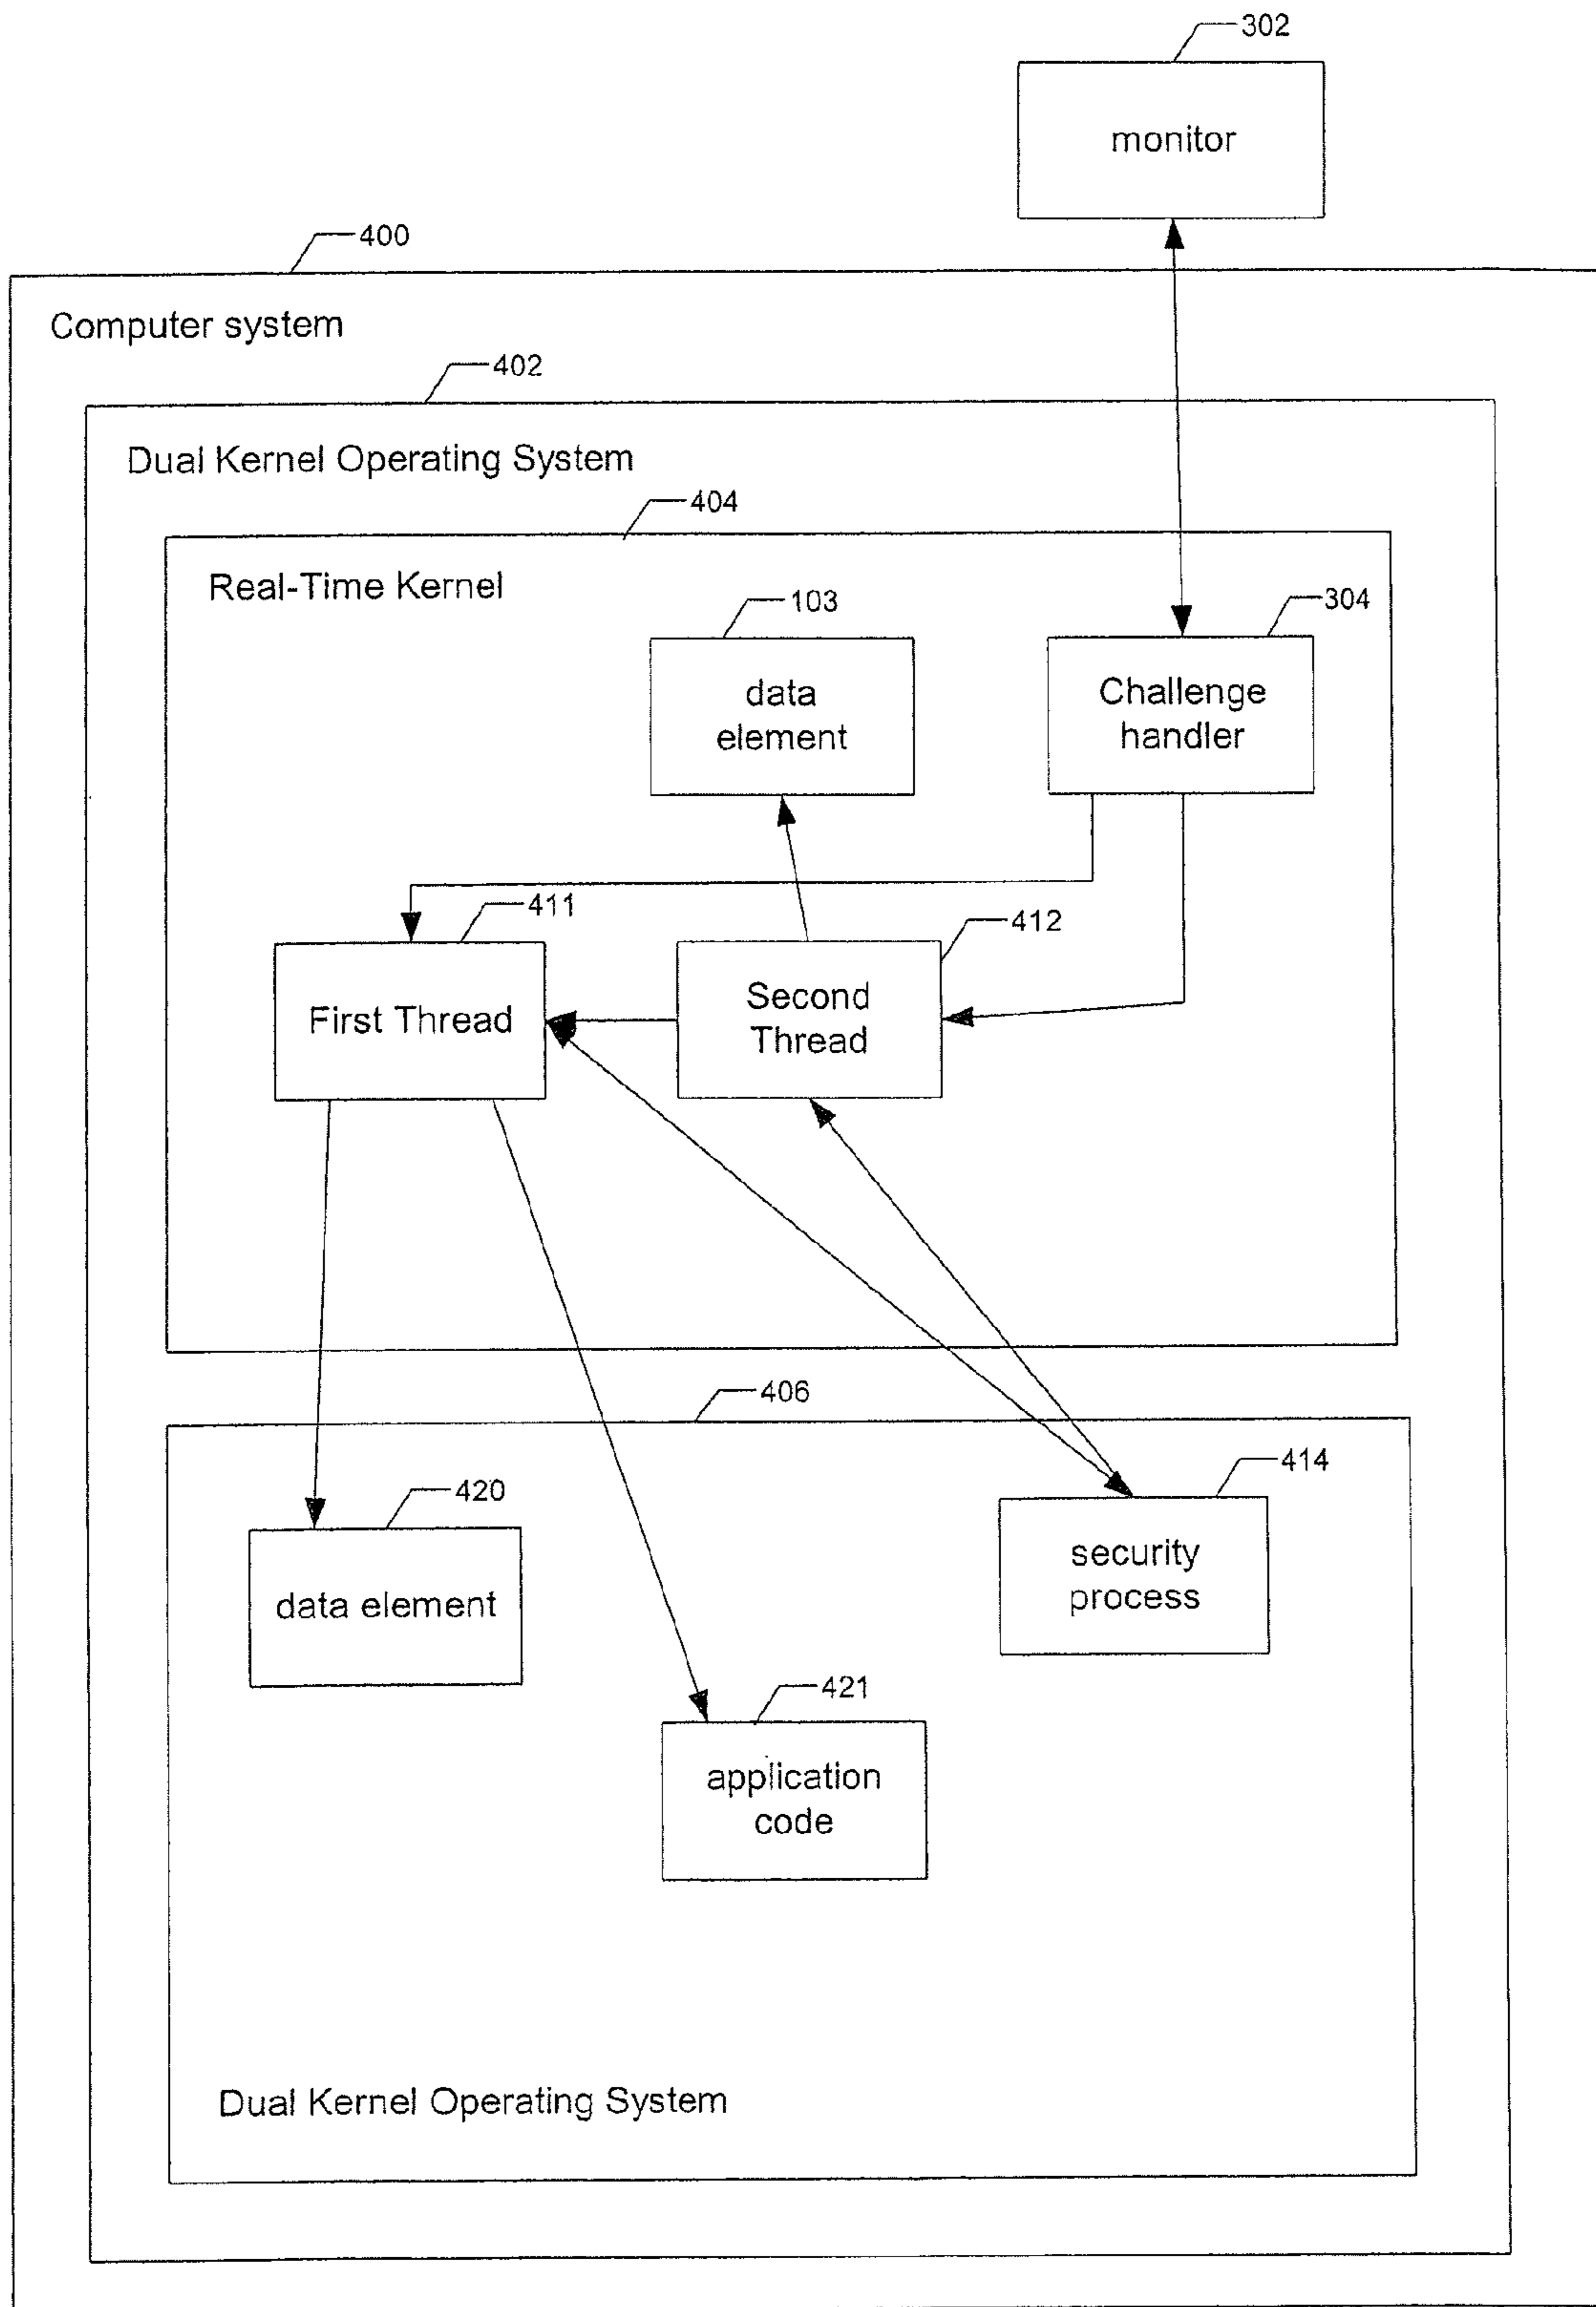 302
monitor
400
Computer system
402
Dual Kernel Operating System
404
Real-Time Kernel
103
304
data
element
Challenge
handler
411
412
First Thread
Second
Thread
406
414
420
security
process
data element
421
application
code
Dual Kernel Operating System